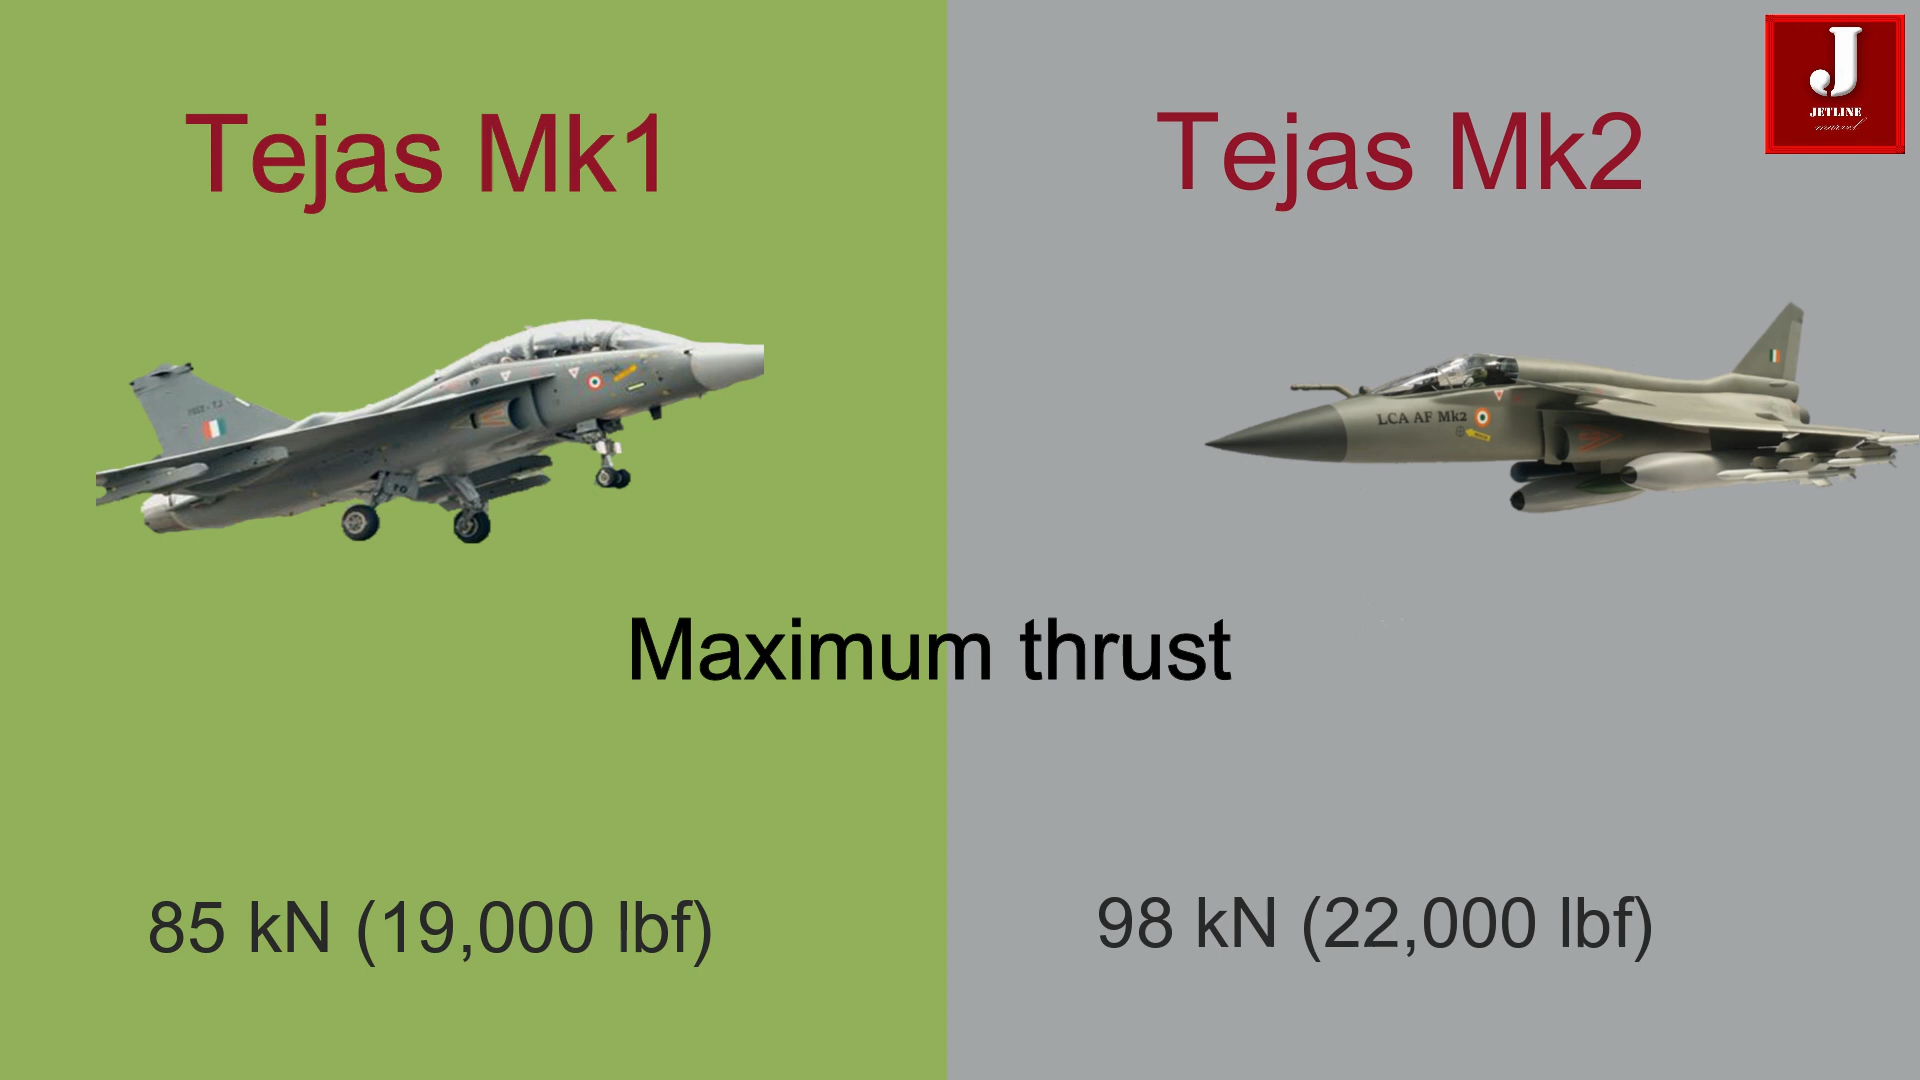 Tejas Mk1
Tejas Mk2
J
JETLINE
marvel
LCA AF Mk2
Maximum thrust
85 kN (19,000 lbf)
98 kN (22,000 lbf)